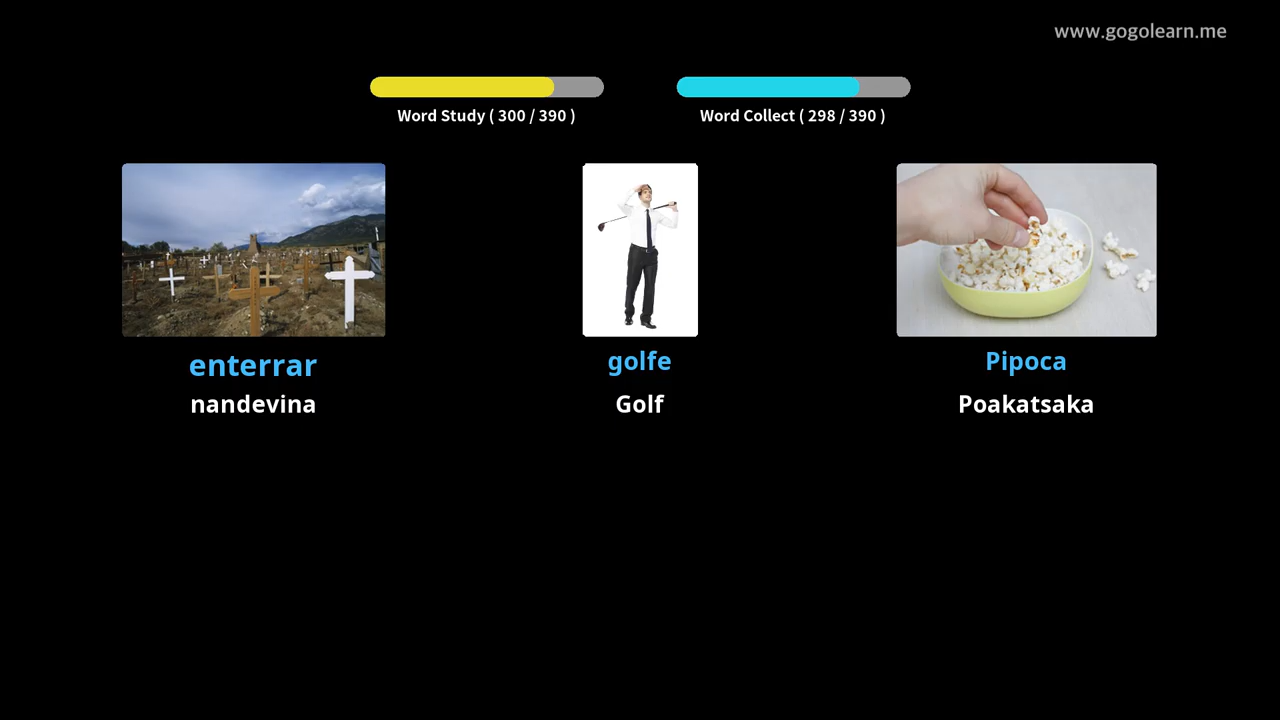 www.gogolearn.me
Word Study ( 300 / 390 )
Word Collect ( 298 / 390 )
enterrar
nandevina
golfe
Golf
Pipoca
Poakatsaka